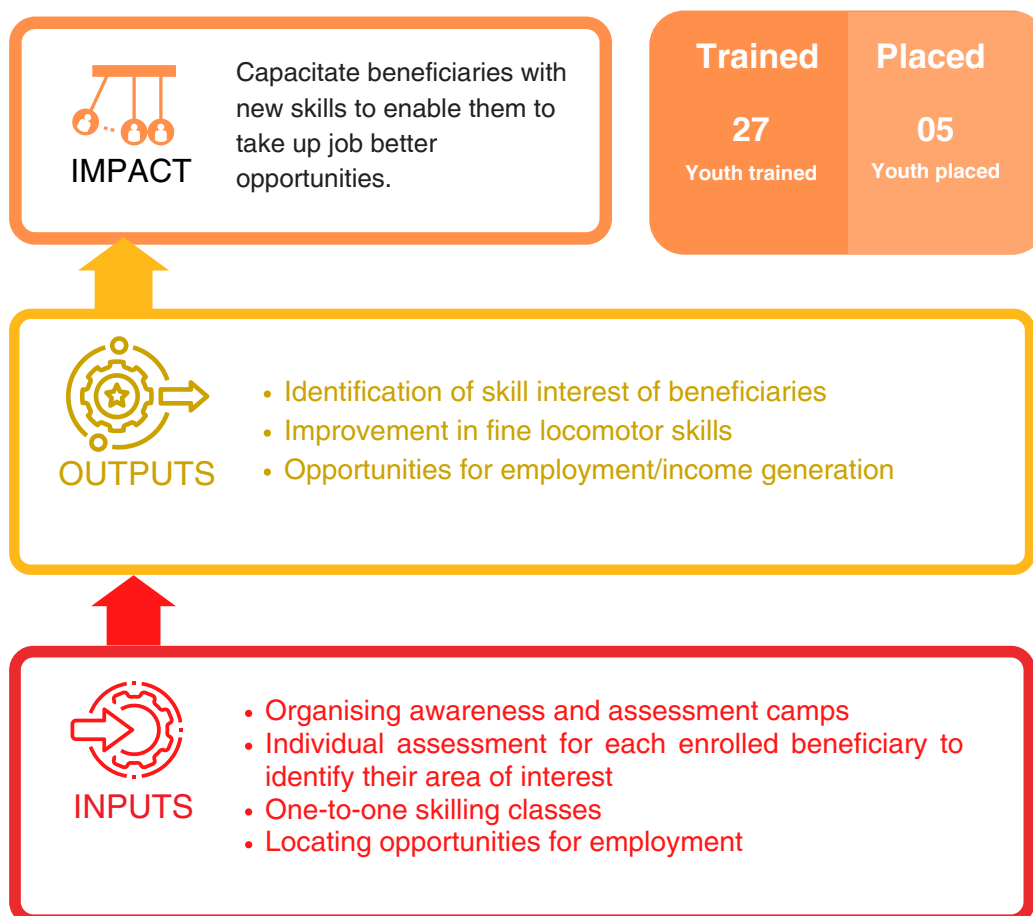 IMPACT
Capacitate beneficiaries with
new skills to enable them to
take up job better
opportunities.
Trained
27
Youth trained
Placed
05
Youth placed
OUTPUTS
• Identification of skill interest of beneficiaries
• Improvement in fine locomotor skills
• Opportunities for employment/income generation
INPUTS
• Organising awareness and assessment camps
• Individual assessment for each enrolled beneficiary to
identify their area of interest
• One-to-one skilling classes
• Locating opportunities for employment